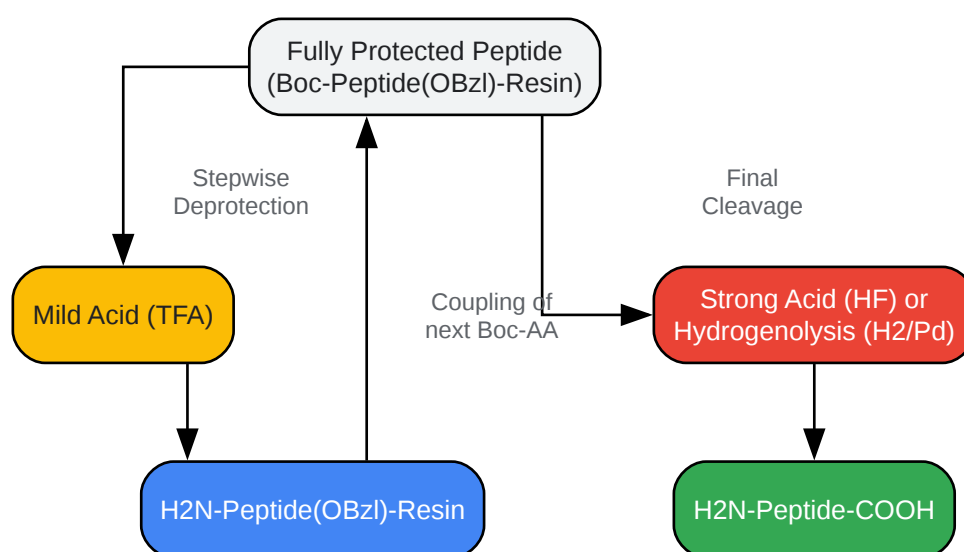 Fully Protected Peptide
(Boc-Peptide(OBzl)-Resin)
Stepwise
Deprotection
Final
Cleavage
Mild Acid (TFA)
Coupling of
next Boc-AA
Strong Acid (HF) or
Hydrogenolysis (H2/Pd)
H2N-Peptide(OBzl)-Resin
H2N-Peptide-COOH